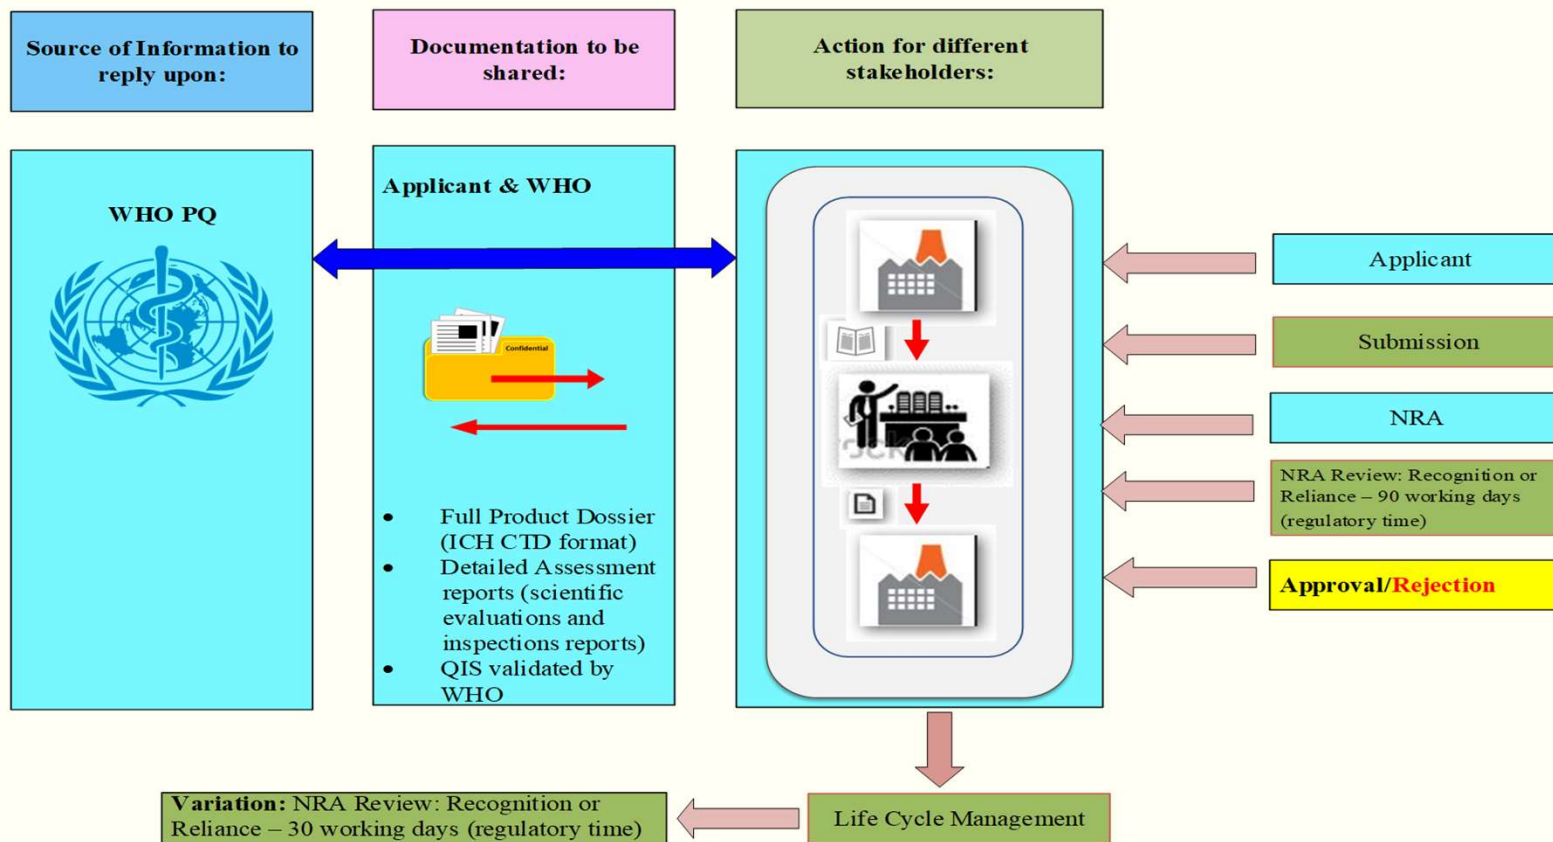 Source of Information to
reply upon:
Documentation to be
shared:
Action for different
stakeholders:
WHO PQ
Applicant & WHO
Confidential
• Full Product Dossier
(ICH CTD format)
• Detailed Assessment
reports (scientific
evaluations and
inspections reports)
• QIS validated by
WHO
Applicant
Submission
NRA
NRA Review: Recognition or
Reliance – 90 working days
(regulatory time)
Approval/Rejection
Life Cycle Management
Variation: NRA Review: Recognition or
Reliance – 30 working days (regulatory time)